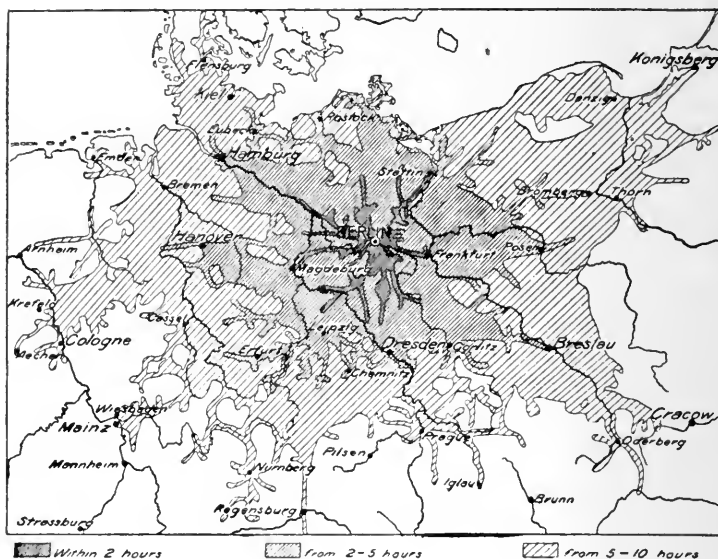 Flensburg
Konigsberg
Kiel
Danzig
Rostock
Lubeck
Hamburg
Emden
Stettin
Bremen
Bromberg
Thorn
BERLIN
Hanover
Arnheim
Frankfurt
Posen
Magdeburg
Krefeld
Cassel
Leipzig
Cologne
Dresden
Gorlitz
Breslau
Aechen
Erfurt
Chemnitz
Wiesbaden
Cracow
Mainz
Prague
Oderberg
Pilsen
Mannheim
Nurnberg
Iglau
Brunn
Regensburg
Strassburg
Within 2 hours
from 2-5 hours
from 5-10 hours